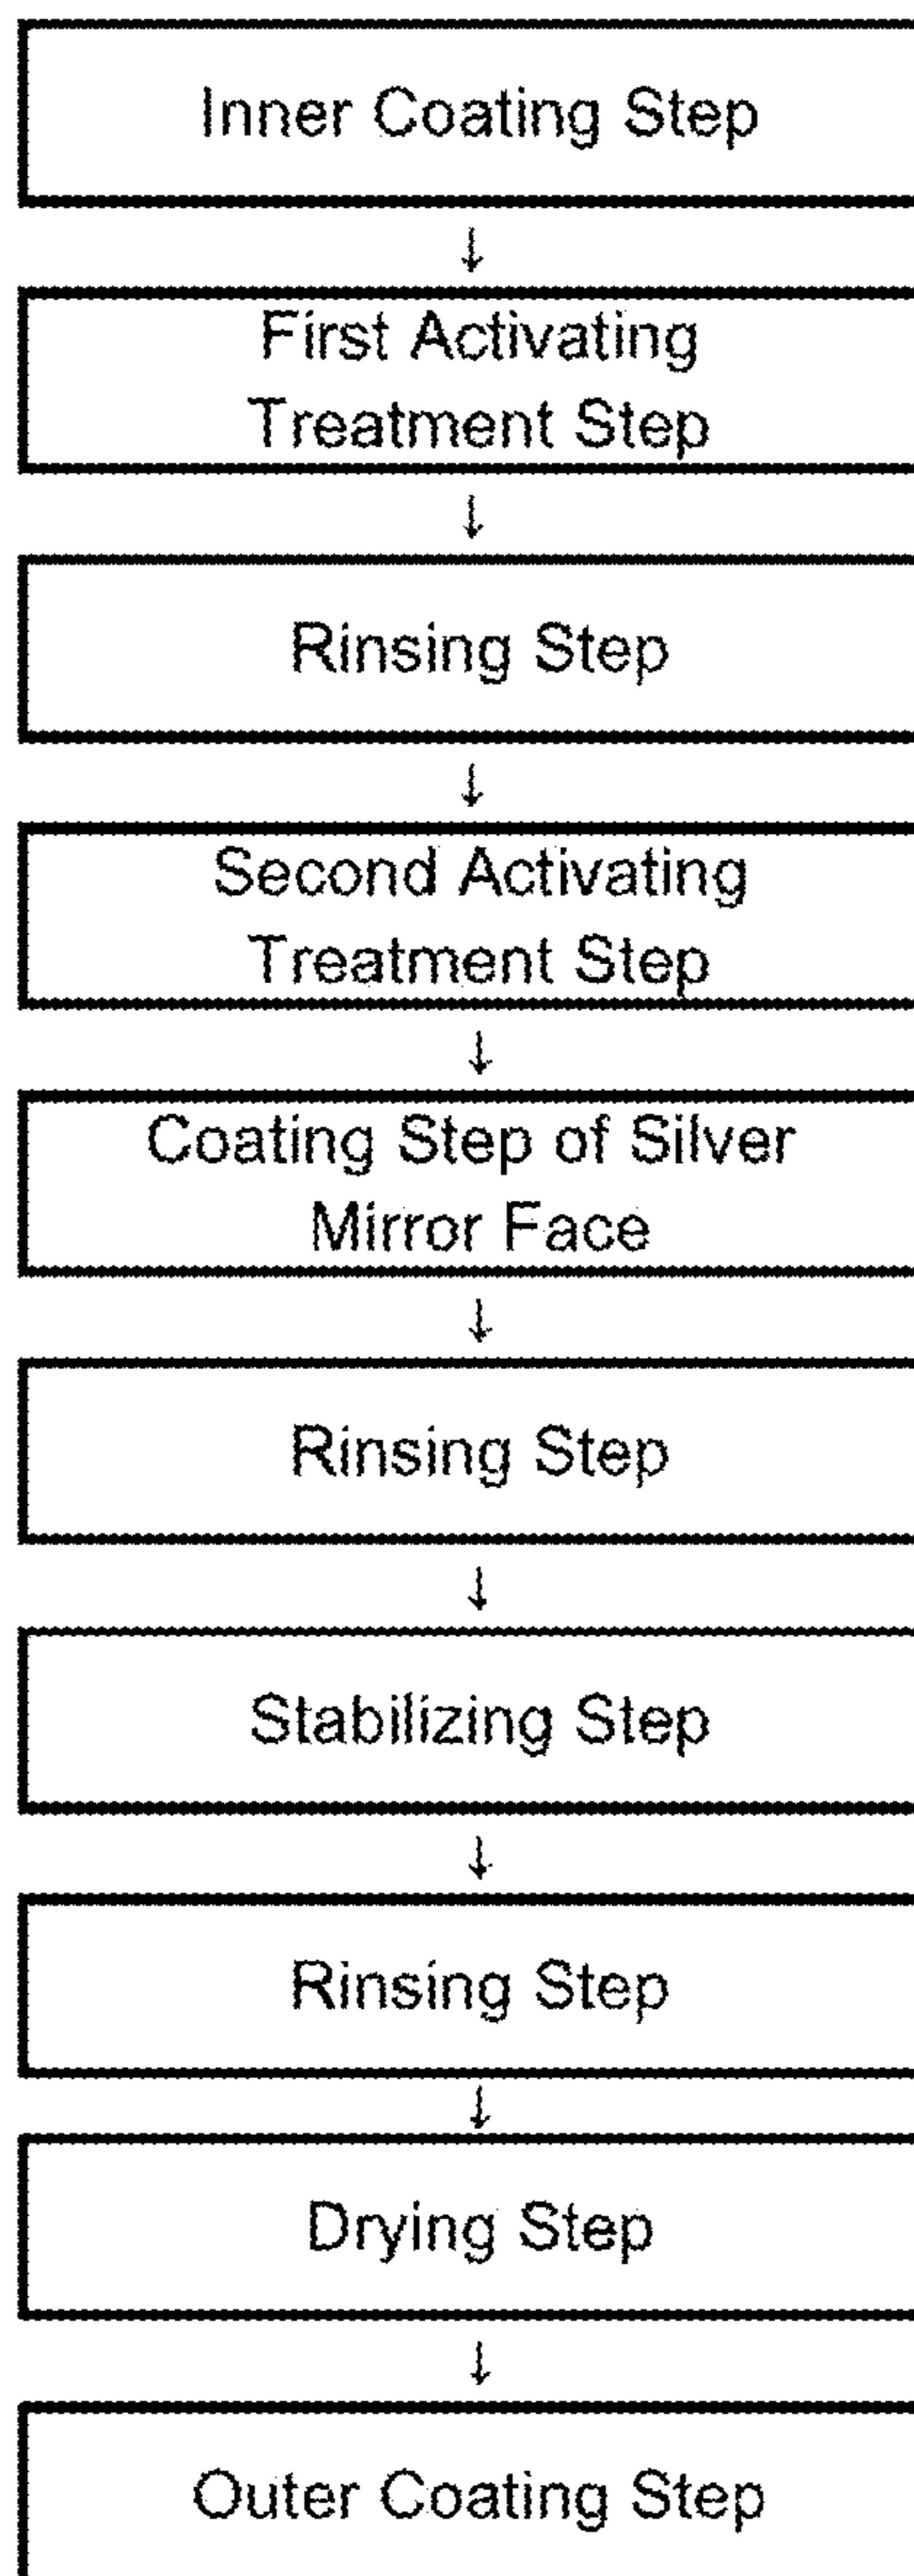 Inner Coating Step
↓
First Activating
Treatment Step
↓
Rinsing Step
↓
Second Activating
Treatment Step
↓
Coating Step of Silver
Mirror Face
↓
Rinsing Step
↓
Stabilizing Step
↓
Rinsing Step
↓
Drying Step
↓
Outer Coating Step